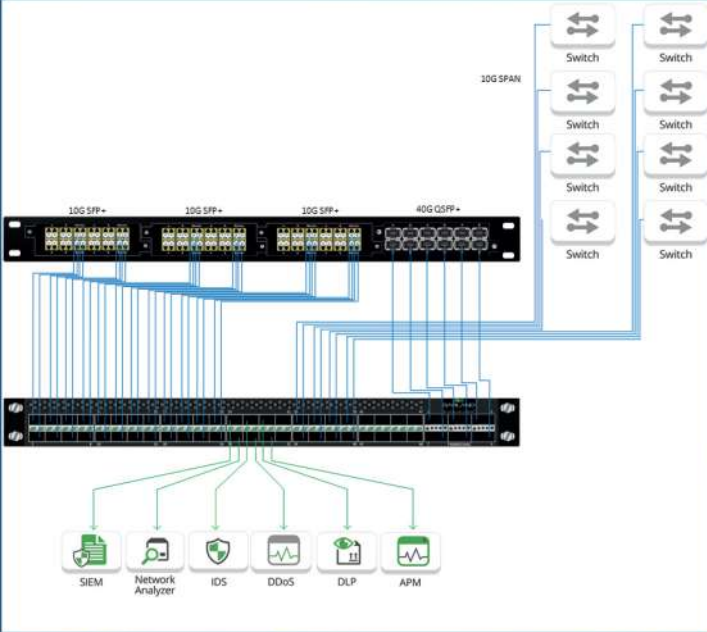 Switch
Switch
10G SPAN
Switch
Switch
Switch
Switch
10G SFP+
10G SFP+
10G SFP+
40G QSFP+
Switch
Switch
SIEM
Network
Analyzer
IDS
DDoS
DLP
APM